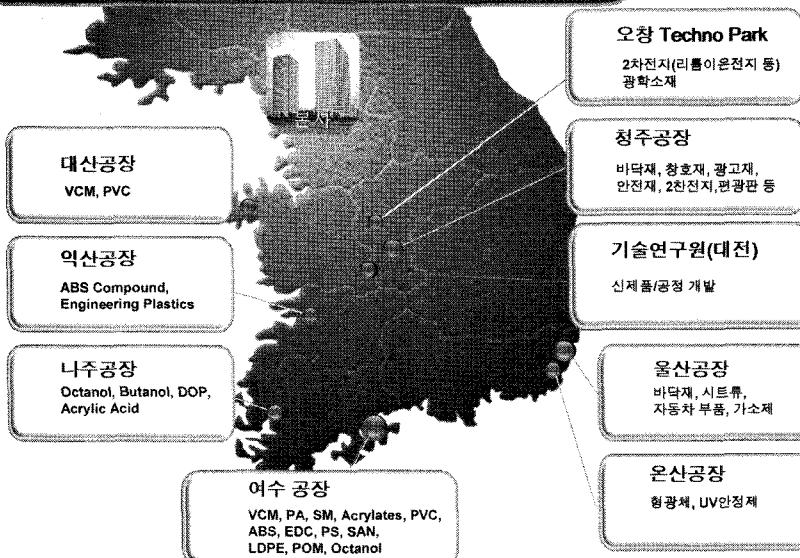 본사
오창 Techno Park
2차전지(리튬이온전지 등)
광학소재
청주공장
바닥재, 창호재, 광고재,
안전재, 2찬전지,편광판 등
기술연구원(대전)
신제품/공정 개발
울산공장
바닥재, 시트류,
자동차 부품, 가소제
온산공장
형광체, UV안정제
대산공장
VCM, PVC
익산공장
ABS Compound,
Engineering Plastics
나주공장
Octanol, Butanol, DOP,
Acrylic Acid
여수 공장
VCM, PA, SM, Acrylates, PVC,
ABS, EDC, PS, SAN,
LDPE, POM, Octanol